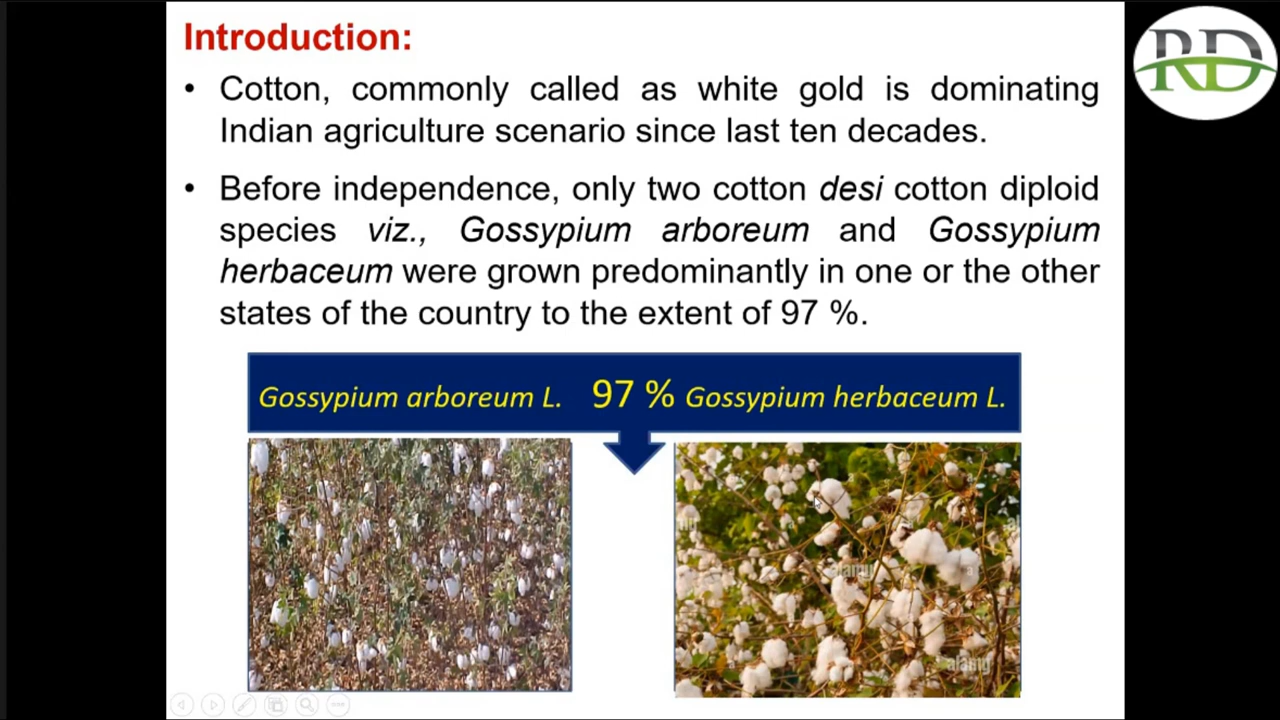 Introduction:
RD
• Cotton, commonly called as white gold is dominating
Indian agriculture scenario since last ten decades.
• Before independence, only two cotton desi cotton diploid
species viz., Gossypium arboreum and Gossypium
herbaceum were grown predominantly in one or the other
states of the country to the extent of 97 %.
Gossypium arboreum L. 97 % Gossypium herbaceum L.
alamy
alamy